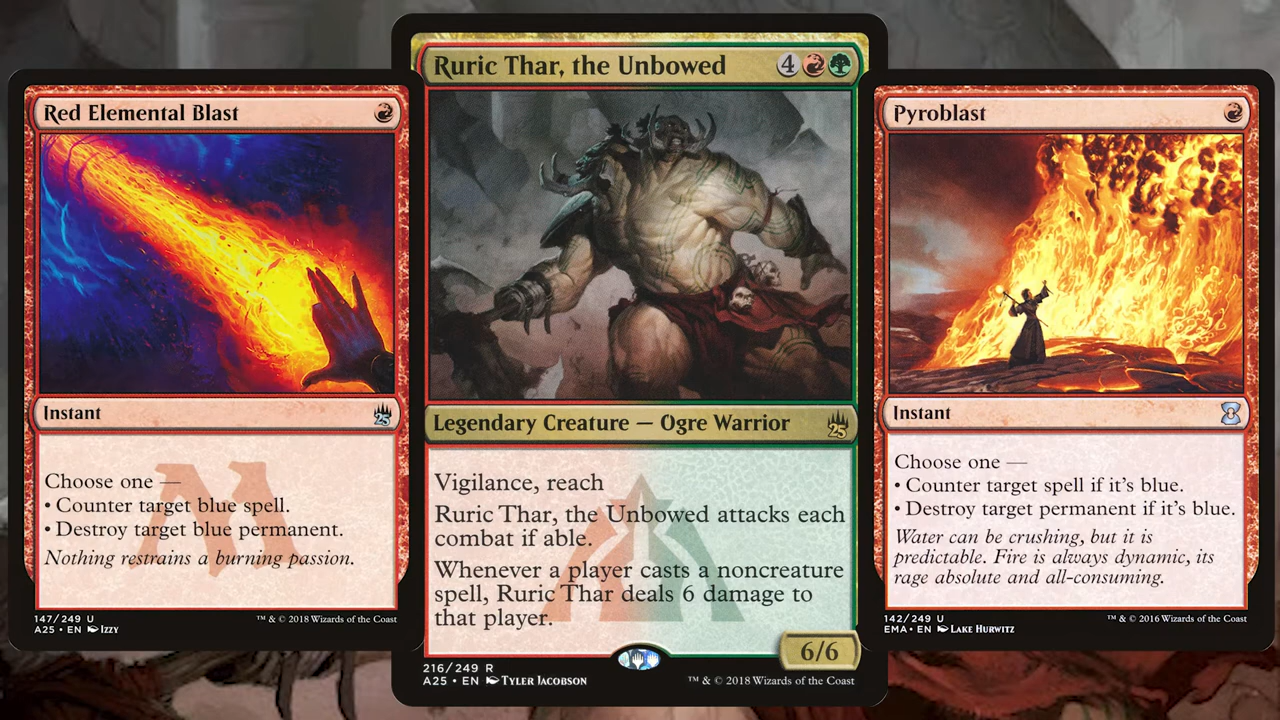 Red Elemental Blast
Instant
Choose one —
• Counter target blue spell.
• Destroy target blue permanent.
Nothing restrains a burning passion.
147/249 U
A25 • EN Izzy
™ & © 2018 Wizards of the Coast
Ruric Thar, the Unbowed 4
Legendary Creature — Ogre Warrior
25
Vigilance, reach
Ruric Thar, the Unbowed attacks each
combat if able.
Whenever a player casts a noncreature
spell, Ruric Thar deals 6 damage to
that player.
6/6
216/249 R
A25 • EN Tyler Jacobson
™ & © 2018 Wizards of the Coast
Pyroblast
Instant
Choose one —
• Counter target spell if it's blue.
• Destroy target permanent if it's blue.
Water can be crushing, but it is
predictable. Fire is always dynamic, its
rage absolute and all-consuming.
142/249 U
EMA • EN Lake Hurwitz
™ & © 2016 Wizards of the Coast